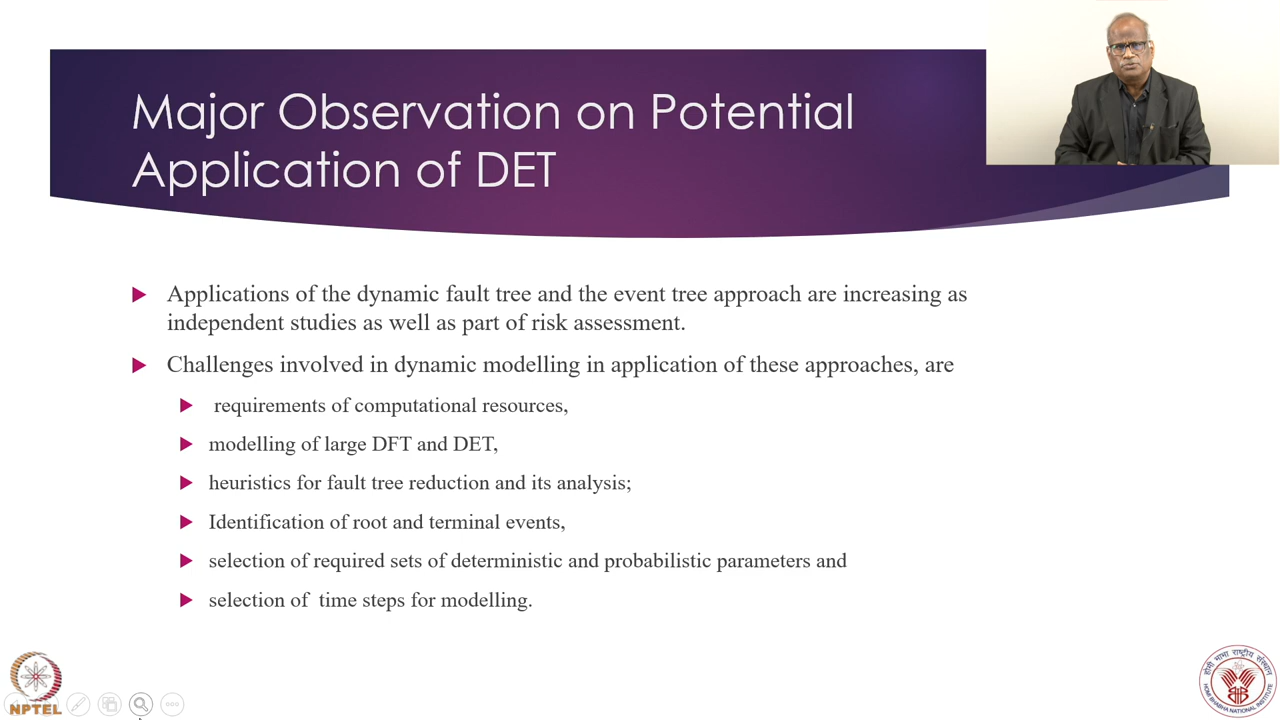 Major Observation on Potential
Application of DET
Applications of the dynamic fault tree and the event tree approach are increasing as
independent studies as well as part of risk assessment.
Challenges involved in dynamic modelling in application of these approaches, are
requirements of computational resources,
modelling of large DFT and DET,
heuristics for fault tree reduction and its analysis;
Identification of root and terminal events,
selection of required sets of deterministic and probabilistic parameters and
selection of time steps for modelling.
NPTEL
होमी भाभा राष्ट्रीय संस्थान
HOMI BHABHA NATIONAL INSTITUTE